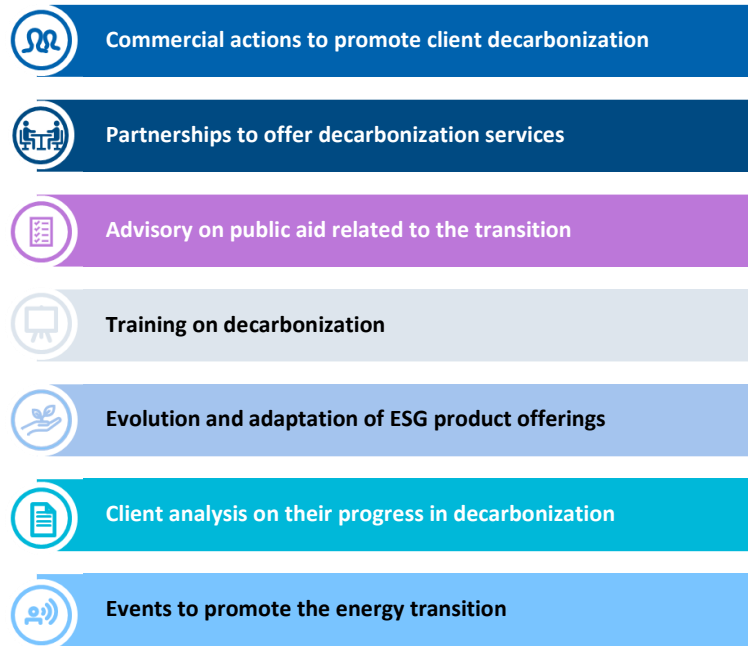 Commercial actions to promote client decarbonization
Partnerships to offer decarbonization services
Advisory on public aid related to the transition
Training on decarbonization
Evolution and adaptation of ESG product offerings
Client analysis on their progress in decarbonization
Events to promote the energy transition